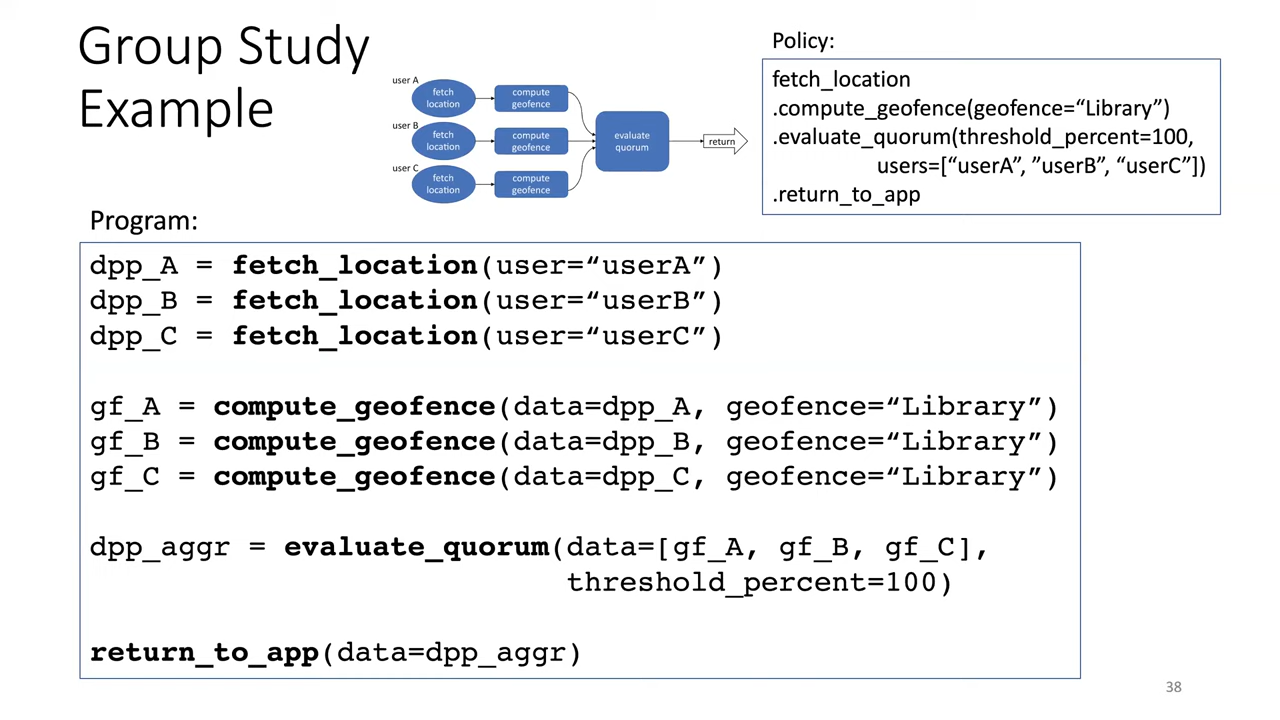 Group Study
Example
user A
fetch
location
compute
geofence
user B
fetch
location
compute
geofence
user C
fetch
location
compute
geofence
evaluate
quorum
return
Policy:
fetch_location
.compute_geofence(geofence=“Library”)
.evaluate_quorum(threshold_percent=100,
users=[“userA”, ”userB”, “userC”])
.return_to_app
Program:
dpp_A = fetch_location(user=“userA”)
dpp_B = fetch_location(user=“userB”)
dpp_C = fetch_location(user=“userC”)
gf_A = compute_geofence(data=dpp_A, geofence=“Library”)
gf_B = compute_geofence(data=dpp_B, geofence=“Library”)
gf_C = compute_geofence(data=dpp_C, geofence=“Library”)
dpp_aggr = evaluate_quorum(data=[gf_A, gf_B, gf_C],
threshold_percent=100)
return_to_app(data=dpp_aggr)
38